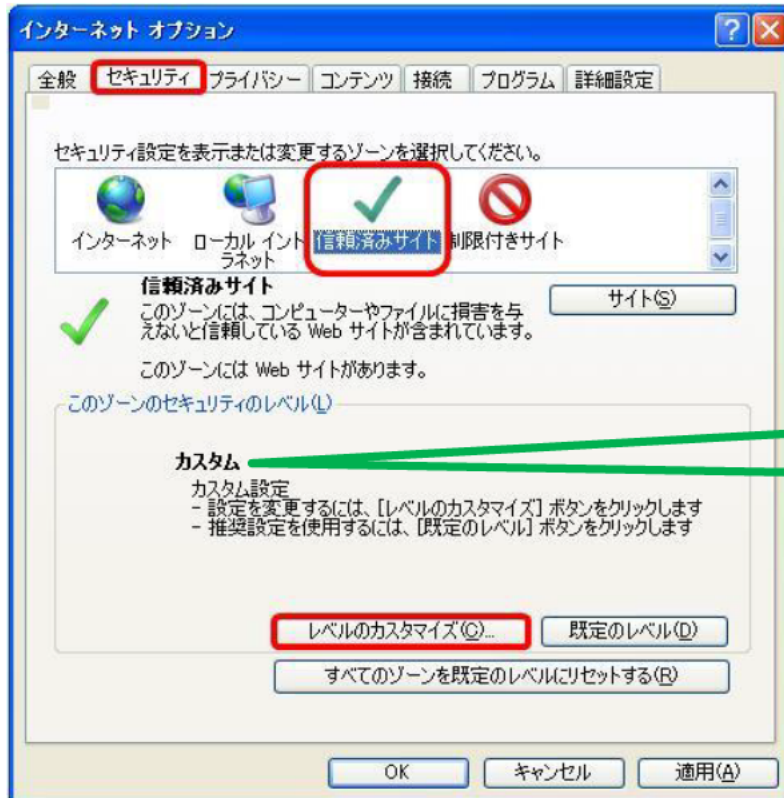 インターネット オプション
全般 セキュリティ プライバシー コンテンツ 接続 プログラム 詳細設定
セキュリティ設定を表示または変更するゾーンを選択してください。
インターネット
ローカル イント
ラネット
信頼済みサイト
制限付きサイト
信頼済みサイト
このゾーンには、コンピューターやファイルに損害を与
えないと信頼している Web サイトが含まれています。
このゾーンには Web サイトがあります。
サイト(S)
このゾーンのセキュリティのレベル(L)
カスタム
カスタム設定
- 設定を変更するには、[レベルのカスタマイズ] ボタンをクリックします
- 推奨設定を使用するには、[既定のレベル] ボタンをクリックします
レベルのカスタマイズ(C)... 既定のレベル(D)
すべてのゾーンを既定のレベルにリセットする(R)
OK キャンセル 適用(A)